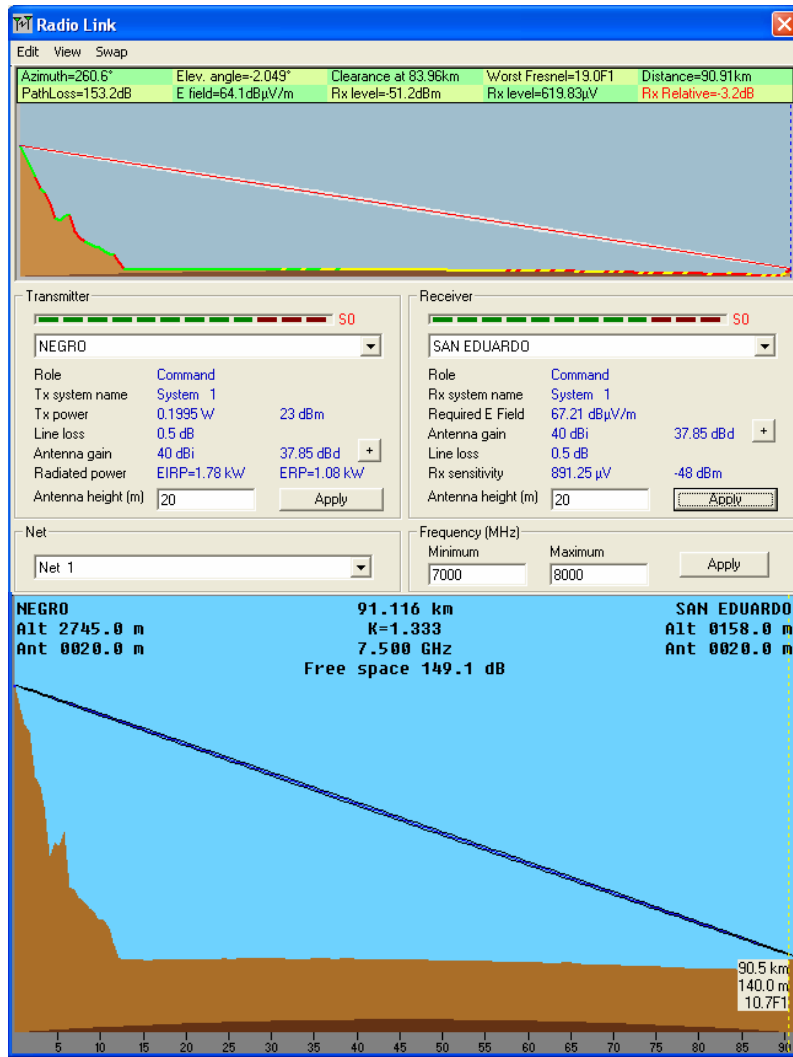 Radio Link
Edit View Swap
Azimuth=260.6° Elev. angle=-2.049° Clearance at 83.96km Worst Fresnel=19.0F1 Distance=90.91km
PathLoss=153.2dB E field=64.1dBµV/m Rx level=-51.2dBm Rx level=619.83µV Rx Relative=-3.2dB
Transmitter
S0
NEGRO
Role Command
Tx system name System 1
Tx power 0.1995 W 23 dBm
Line loss 0.5 dB
Antenna gain 40 dBi 37.85 dBd +
Radiated power EIRP=1.78 kW ERP=1.08 kW
Antenna height (m) 20 Apply
Receiver
S0
SAN EDUARDO
Role Command
Rx system name System 1
Required E Field 67.21 dBµV/m
Antenna gain 40 dBi 37.85 dBd +
Line loss 0.5 dB
Rx sensitivity 891.25 µV -48 dBm
Antenna height (m) 20 Apply
Net
Net 1
Frequency (MHz)
Minimum Maximum
7000 8000 Apply
NEGRO 91.116 km SAN EDUARDO
Alt 2745.0 m K=1.333 Alt 0158.0 m
Ant 0020.0 m 7.500 GHz Ant 0020.0 m
Free space 149.1 dB
90.5 km
140.0 m
10.7F1
5 10 15 20 25 30 35 40 45 50 55 60 65 70 75 80 85 90